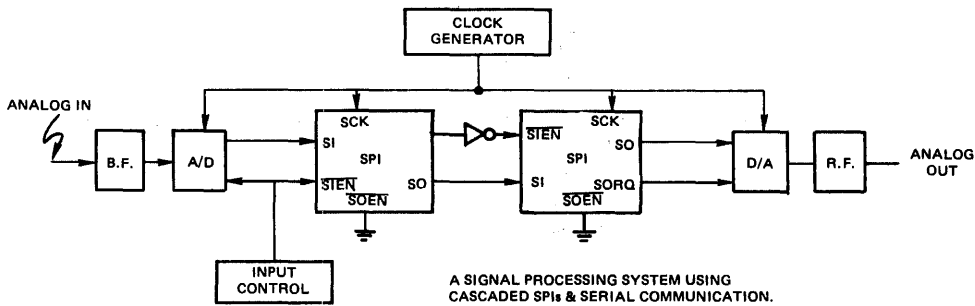 CLOCK
GENERATOR
ANALOG IN
B.F.
A/D
SCK
SI
SPI
SIEN
SO
SOEN
SCK
SIEN
SO
SPI
SI
SORQ
SOEN
D/A
R.F.
ANALOG
OUT
INPUT
CONTROL
A SIGNAL PROCESSING SYSTEM USING
CASCADED SPIs & SERIAL COMMUNICATION.